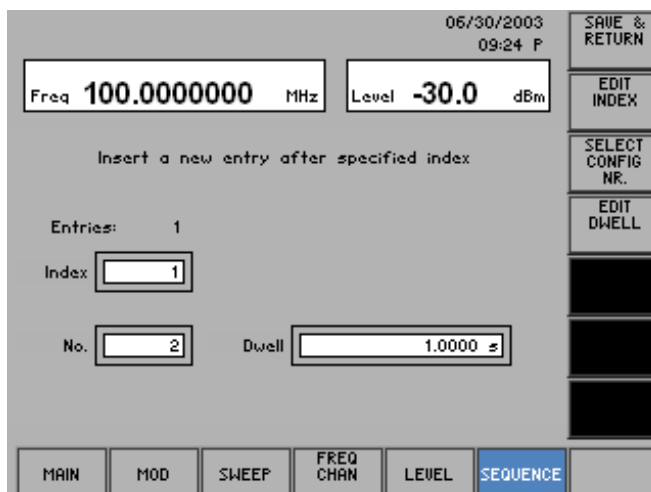 06/30/2003
09:24 P
Freq 100.0000000 MHz
Level -30.0 dBm
Insert a new entry after specified index
Entries: 1
Index 1
No. 2
Dwell 1.0000 s
SAVE &
RETURN
EDIT
INDEX
SELECT
CONFIG
NR.
EDIT
DWELL
MAIN
MOD
SWEEP
FREQ
CHAN
LEVEL
SEQUENCE